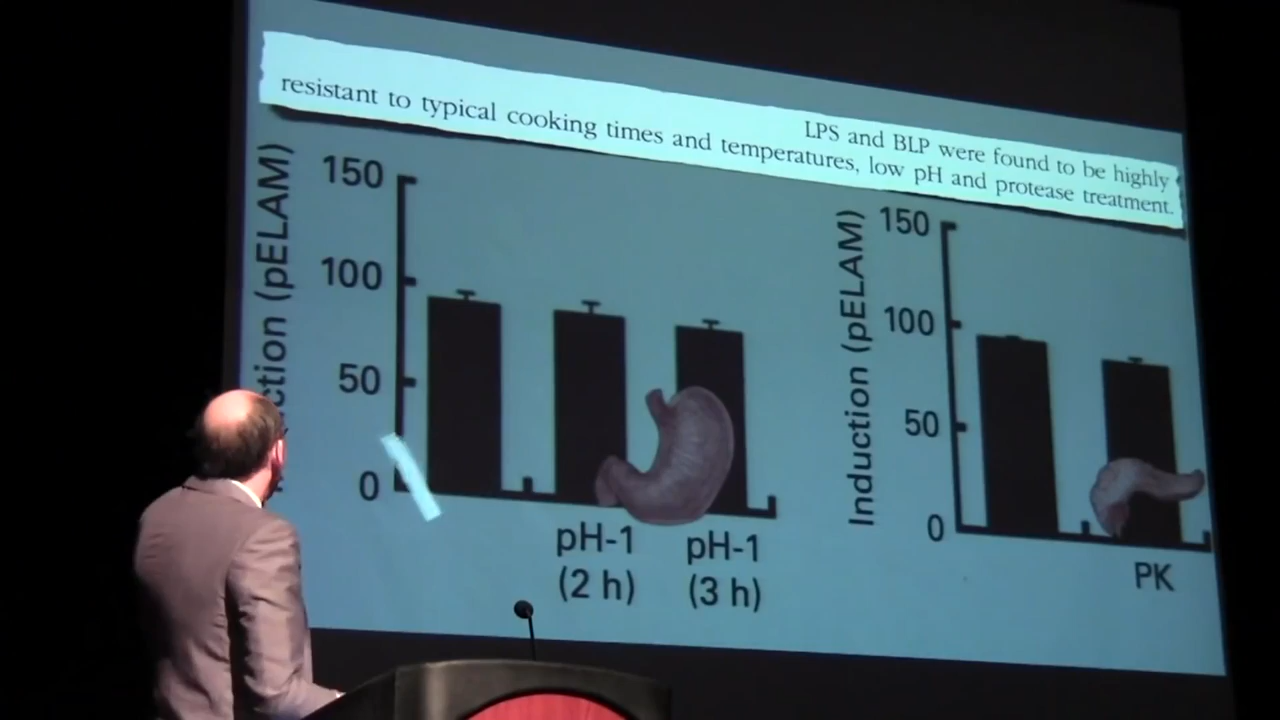 LPS and BLP were found to be highly
resistant to typical cooking times and temperatures, low pH and protease treatment.
(pELAM)
150
100
50
0
pH-1
(2 h)
pH-1
(3 h)
Induction (pELAM)
150
100
50
0
PK